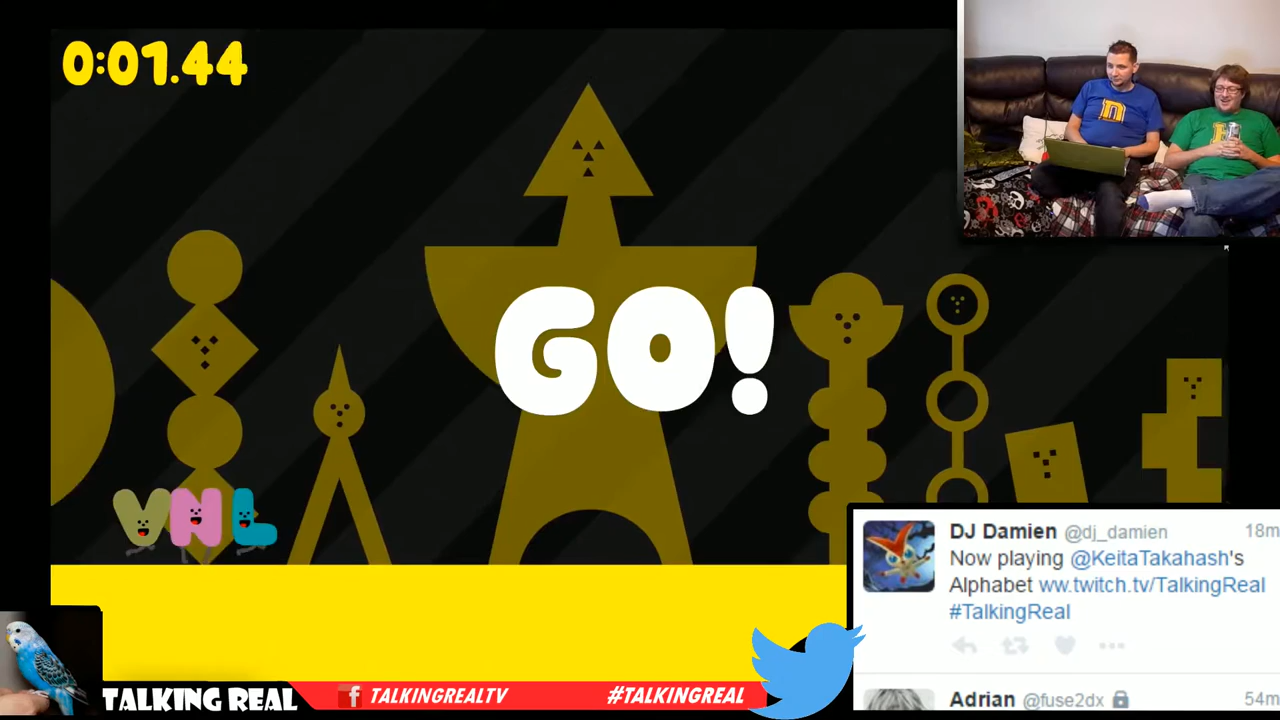 0:01.44
GO!
VNL
DJ Damien @dj_damien 18m
Now playing @KeitaTakahash's
Alphabet ww.twitch.tv/TalkingReal
#TalkingReal
Adrian @fuse2dx 54m
TALKING REAL
f TALKINGREALTV
#TALKINGREAL
n